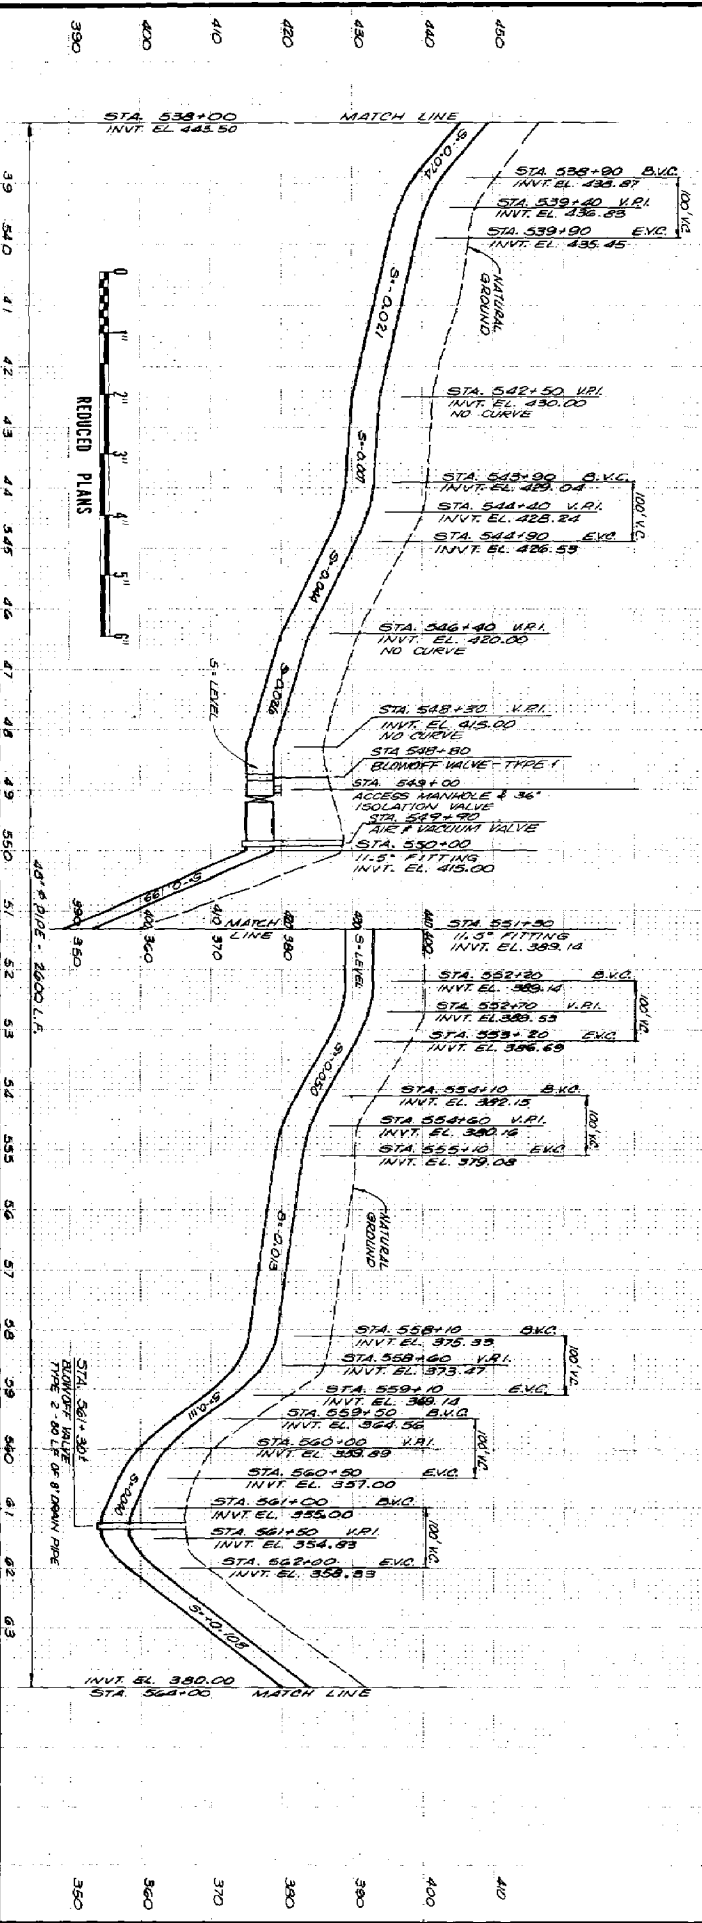 390 400 410 420 430 440 450
STA. 538+00 MATCH LINE
INVT. EL. 443.50
S=-0.074
STA. 538+90 B.V.C.
INVT. EL. 438.87
STA. 539+40 V.P.I.
INVT. EL. 436.83
STA. 539+90 E.V.C.
INVT. EL. 435.45
100' V.C.
NATURAL
GROUND
S=-0.021
STA. 542+50 V.P.I.
INVT. EL. 430.00
NO CURVE
S=-0.007
STA. 543+90 B.V.C.
INVT. EL. 429.04
STA. 544+40 V.P.I.
INVT. EL. 428.24
STA. 544+90 E.V.C.
INVT. EL. 426.53
100' V.C.
0 1" 2" 3" 4" 5" 6"
REDUCED PLANS
S=-0.044
STA. 546+40 V.P.I.
INVT. EL. 420.00
NO CURVE
S=-0.026
S=LEVEL
STA. 548+30 V.P.I.
INVT. EL. 415.00
NO CURVE
STA 548+80
BLOWOFF VALVE-TYPE 1
STA. 549+00
ACCESS MANHOLE & 36"
ISOLATION VALVE
STA. 549+90
AIR & VACUUM VALVE
STA. 550+00
11.5° FITTING
INVT. EL. 415.00
S=-0.199
390 400 410 420 430 440
350 360 370 380 400
MATCH
LINE
STA. 551+30
11.5° FITTING
INVT. EL. 389.14
S=LEVEL
STA. 552+20 B.V.C.
INVT. EL. 389.14
STA. 552+70 V.P.I.
INVT. EL. 388.53
STA. 553+20 E.V.C.
INVT. EL. 386.69
100' V.C.
S=-0.050
STA. 554+10 B.V.C.
INVT. EL. 382.15
STA. 554+60 V.P.I.
INVT. EL. 380.16
STA. 555+10 E.V.C.
INVT. EL. 379.08
100' V.C.
NATURAL
GROUND
S=-0.013
STA. 558+10 B.V.C.
INVT. EL. 375.33
STA. 558+60 V.P.I.
INVT. EL. 373.47
STA. 559+10 E.V.C.
INVT. EL. 369.14
100' V.C.
S=-0.111
STA. 559+50 B.V.C.
INVT. EL. 364.56
STA. 560+00 V.P.I.
INVT. EL. 359.89
STA. 560+50 E.V.C.
INVT. EL. 357.00
100' V.C.
S=-0.040
STA. 561+00 B.V.C.
INVT. EL. 355.00
STA. 561+50 V.P.I.
INVT. EL. 354.83
STA. 562+00 E.V.C.
INVT. EL. 358.33
100' V.C.
STA. 561+30±
BLOWOFF VALVE
TYPE 2-80 LF OF 8" DRAIN PIPE
S=+0.108
INVT. EL. 380.00
STA. 564+00 MATCH LINE
48" Φ PIPE - 2600 L.F.
39 540 41 42 43 44 545 46 47 48 49 550 51 52 53 54 555 56 57 58 59 560 61 62 63
350 360 370 380 390 400 410